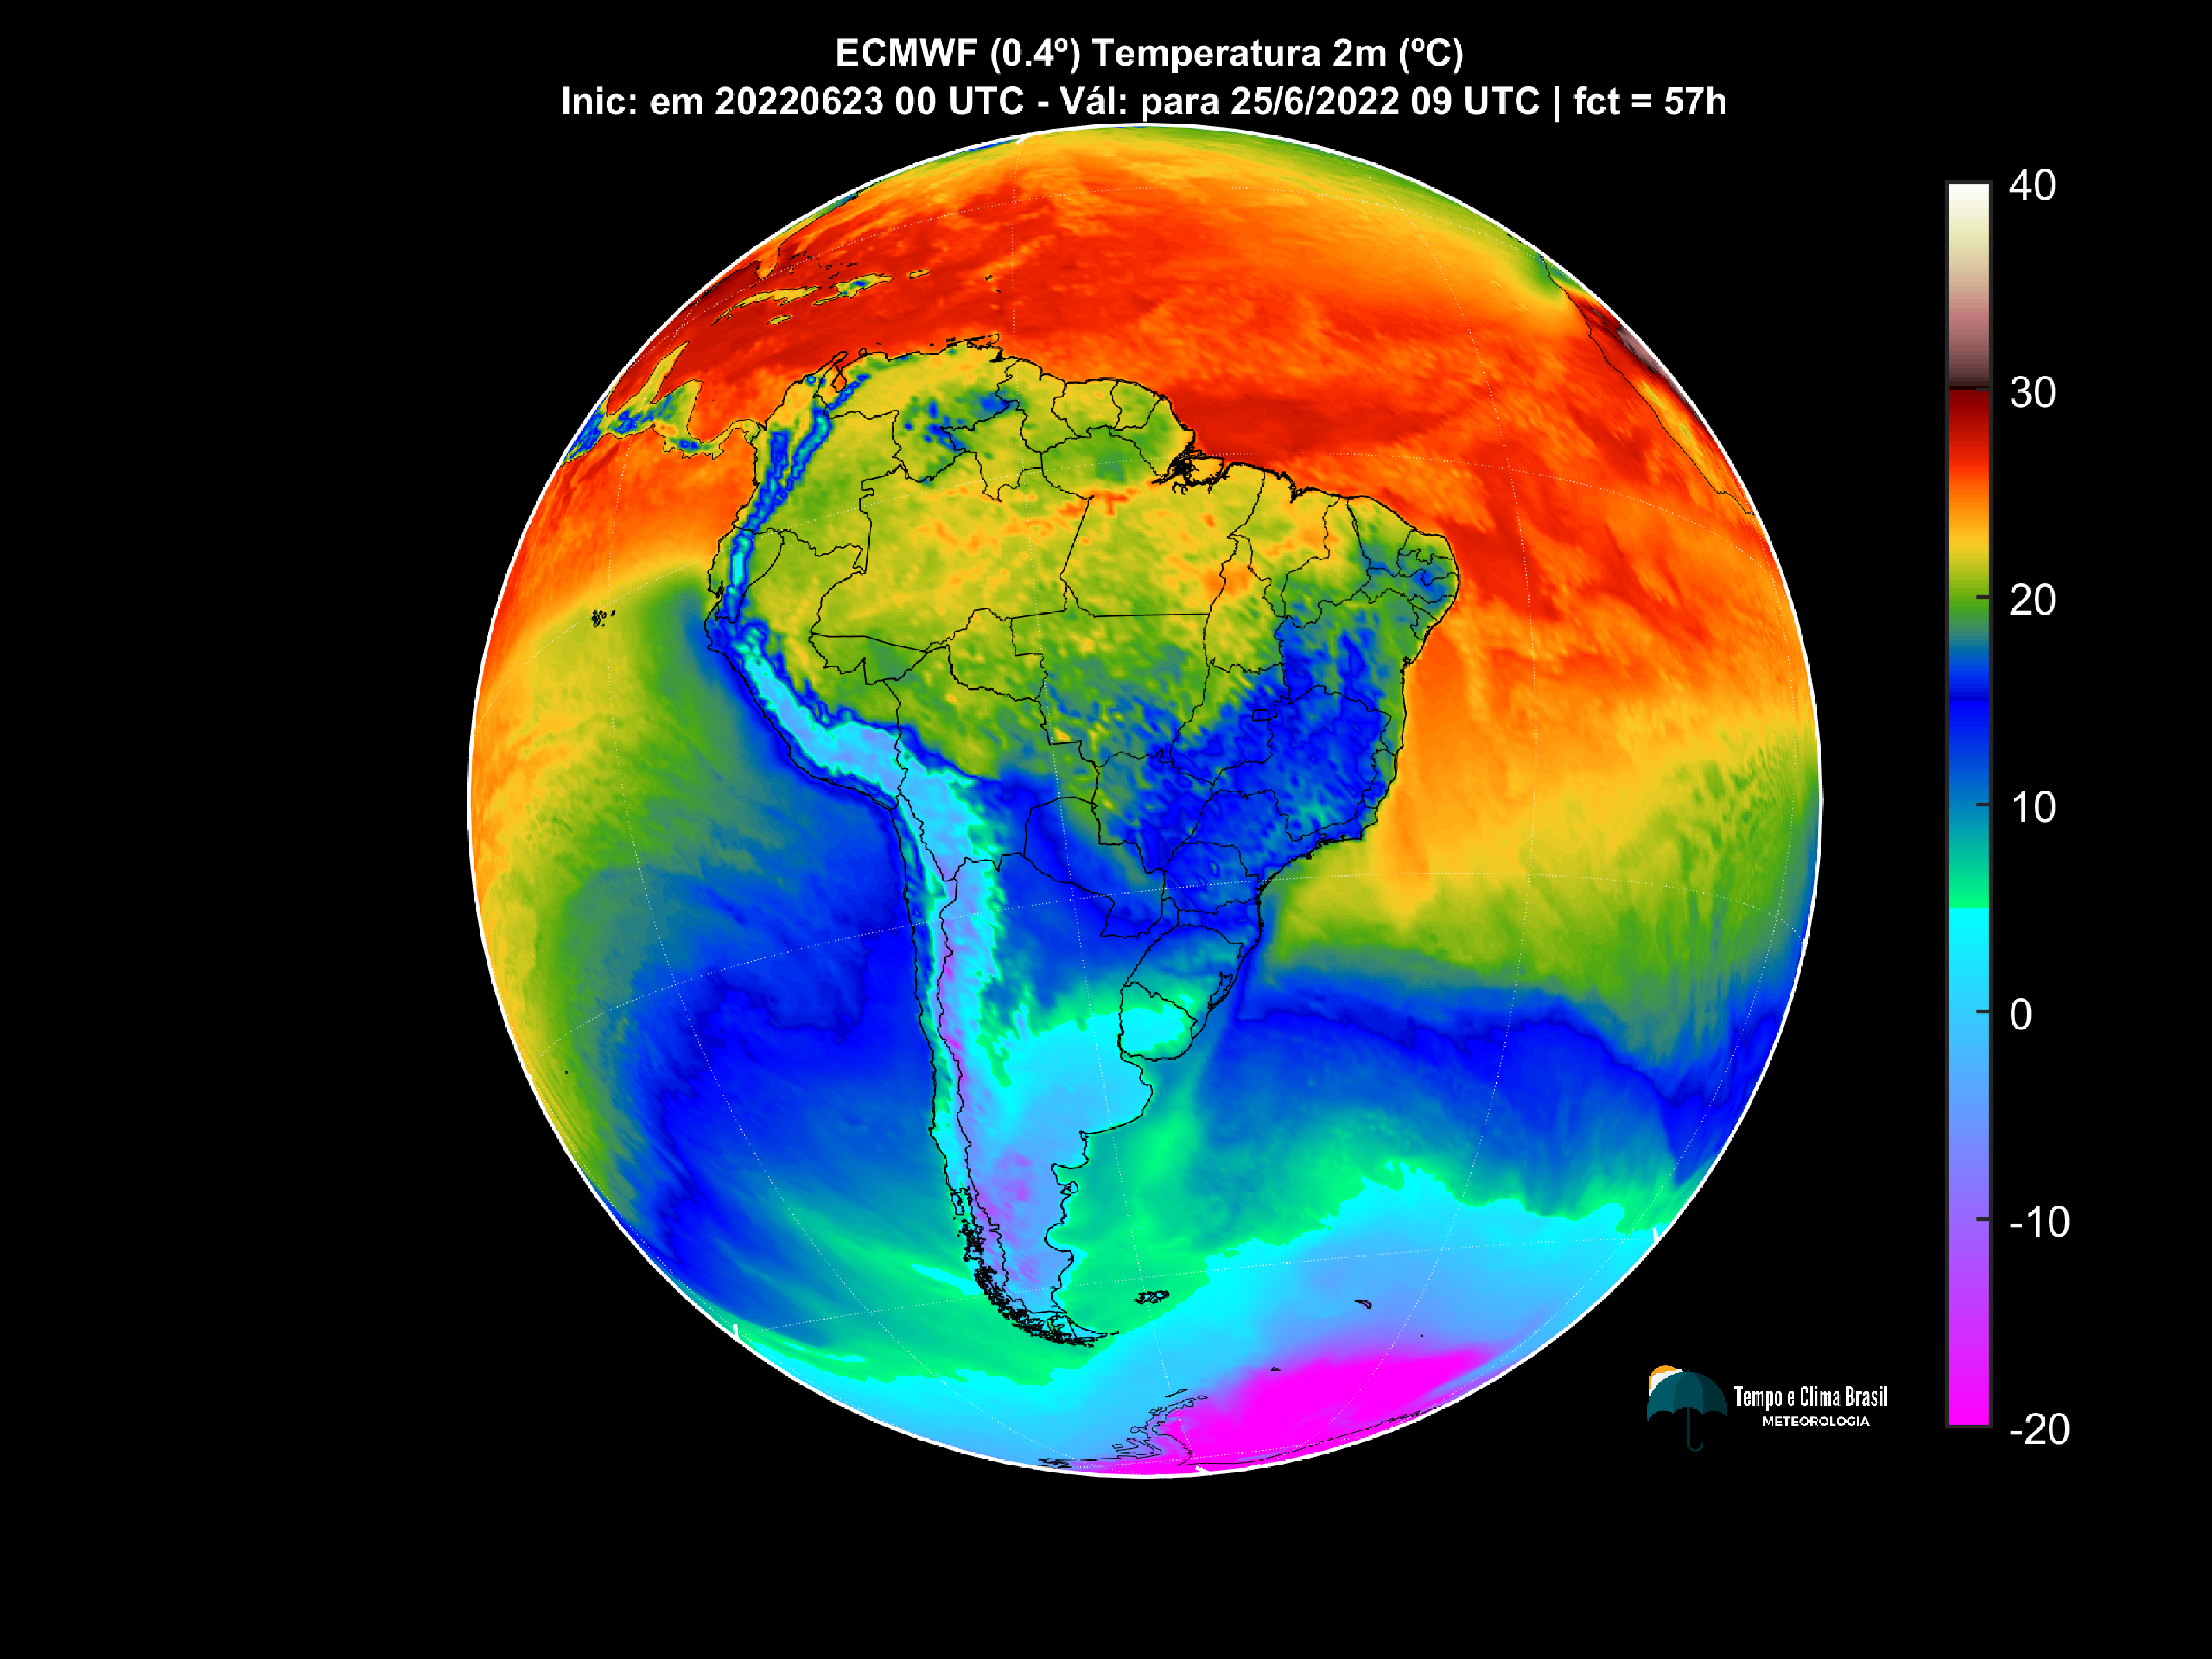 ECMWF (0.4º) Temperatura 2m (ºC)
Inic: em 20220623 00 UTC - Vál: para 25/6/2022 09 UTC | fct = 57h
40
30
20
10
0
-10
-20
Tempo e Clima Brasil
METEOROLOGIA